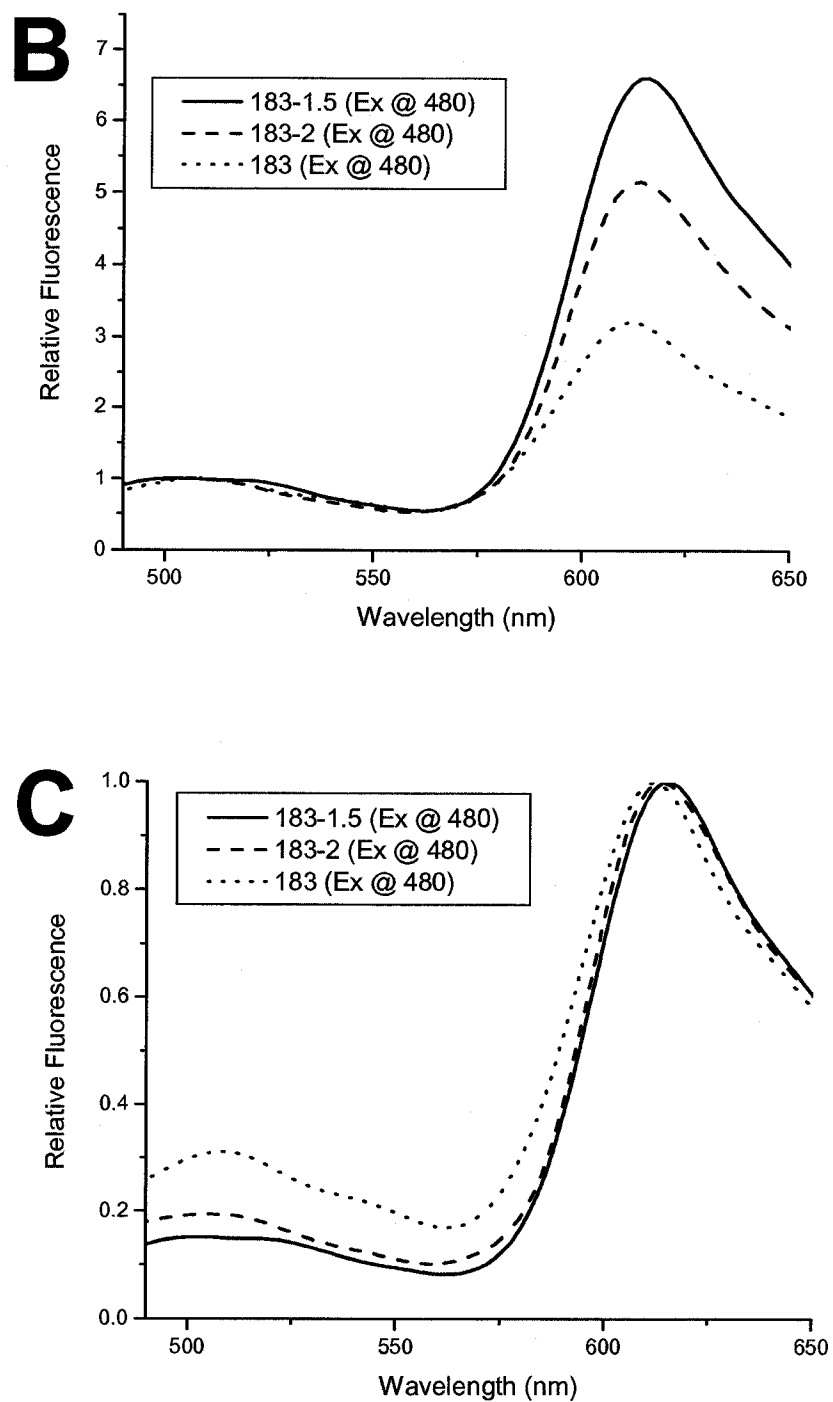 B
7
6
5
4
3
2
1
0
Relative Fluorescence
183-1.5 (Ex @ 480)
183-2 (Ex @ 480)
183 (Ex @ 480)
500
550
600
650
Wavelength (nm)
C
1.0
0.8
0.6
0.4
0.2
0.0
Relative Fluorescence
183-1.5 (Ex @ 480)
183-2 (Ex @ 480)
183 (Ex @ 480)
500
550
600
650
Wavelength (nm)